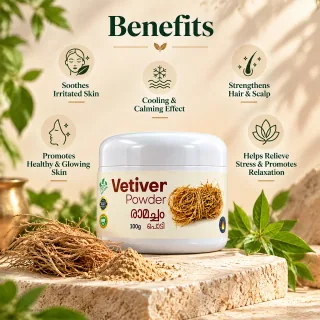 Benefits
Soothes
Irritated Skin
Cooling &
Calming Effect
Strengthens
Hair & Scalp
Promotes
Healthy & Glowing
Skin
Helps Relieve
Stress & Promotes
Relaxation
Vetiver
Powder
രാമച്ചം
100g പൊടി